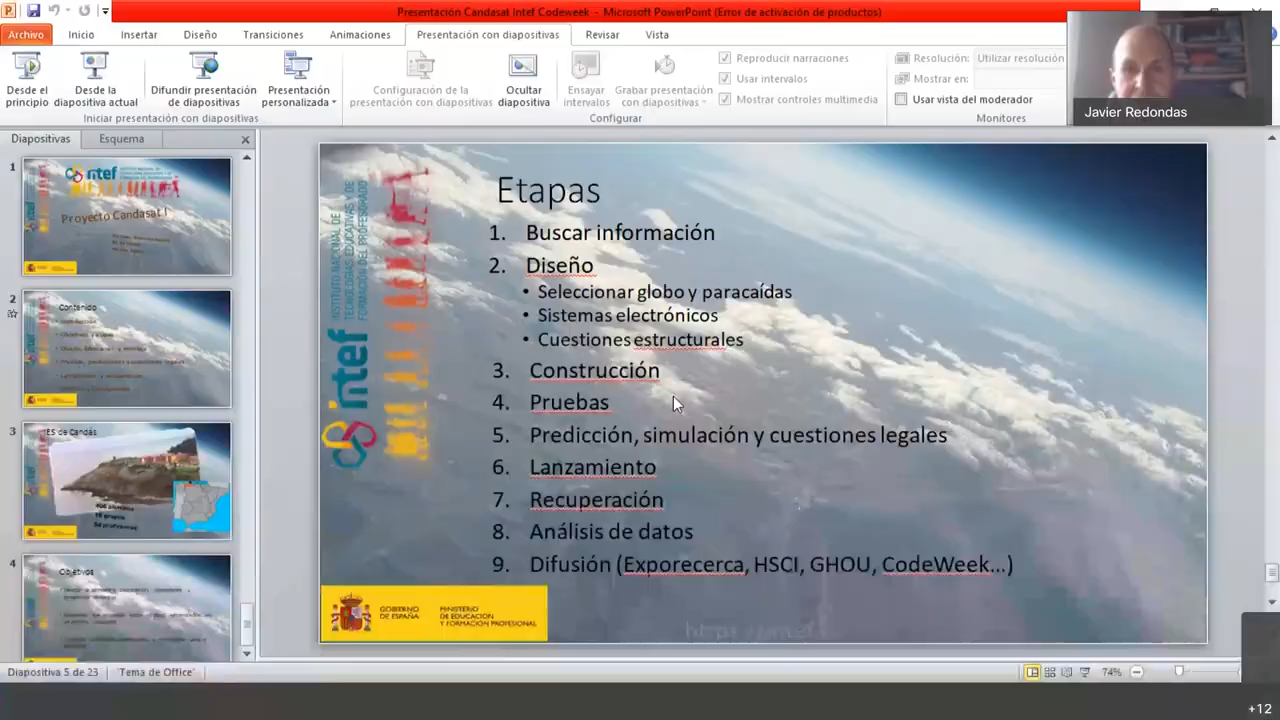 Presentación Candasal Intef Codeweek - Microsoft PowerPoint (Error de activación de productos)
Archivo Inicio Insertar Diseño Transiciones Animaciones Presentación con diapositivas Revisar Vista
Desde el principio
Desde la diapositiva actual
Difundir presentación de diapositivas
Presentación personalizada
Configuración de la presentación con diapositivas
Ocultar diapositiva
Ensayar intervalos
Grabar presentación con diapositivas
Reproducir narraciones
Usar intervalos
Mostrar controles multimedia
Resolución: Utilizar resolución
Mostrar en:
Usar vista del moderador
Iniciar presentación con diapositivas
Configurar
Monitores
Javier Redondas
Diapositivas Esquema
1
intef
Proyecto Candasat I
2
Contenido
3
IES de Candás
4
Objetivos
intef
INSTITUTO NACIONAL DE
TECNOLOGÍAS EDUCATIVAS Y DE
FORMACIÓN DEL PROFESORADO
Etapas
1. Buscar información
2. Diseño
• Seleccionar globo y paracaídas
• Sistemas electrónicos
• Cuestiones estructurales
3. Construcción
4. Pruebas
5. Predicción, simulación y cuestiones legales
6. Lanzamiento
7. Recuperación
8. Análisis de datos
9. Difusión (Exporecerca, HSCI, GHOU, CodeWeek...)
GOBIERNO
DE ESPAÑA
MINISTERIO
DE EDUCACIÓN
Y FORMACIÓN PROFESIONAL
Diapositiva 5 de 23
"Tema de Office"
74%
+12